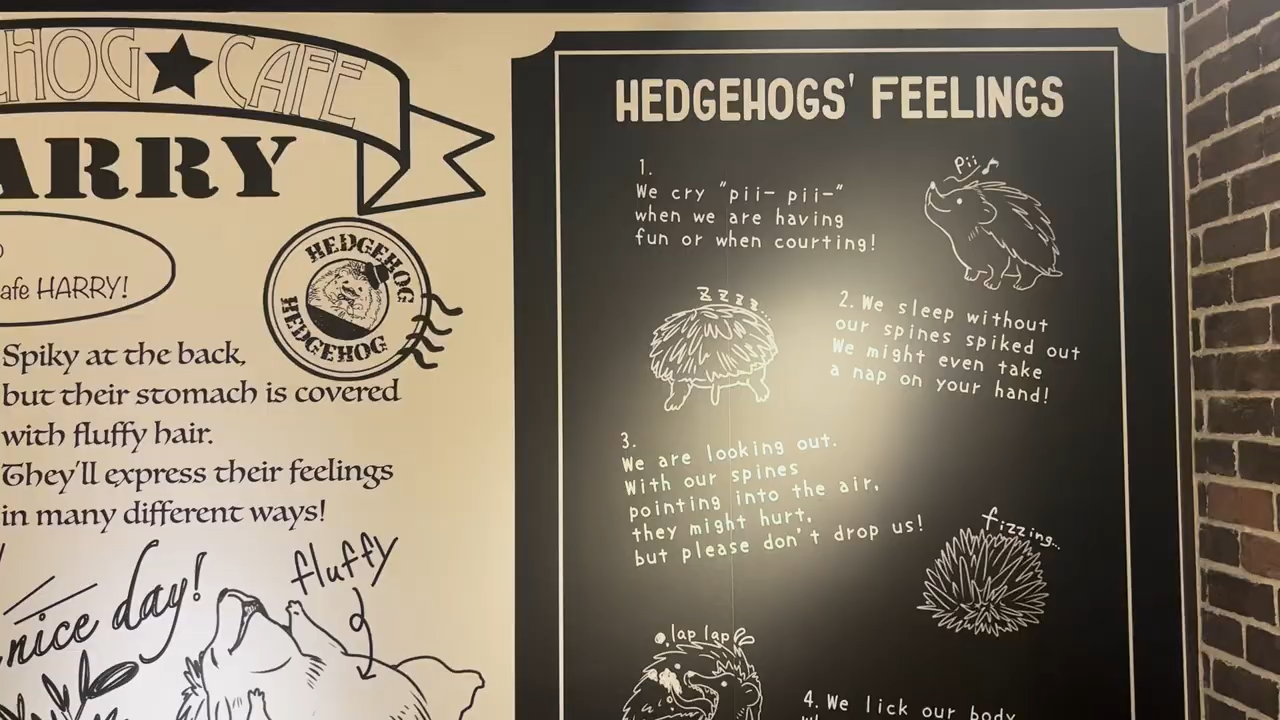 HOG★CAFE
ARRY
afe HARRY!
HEDGEHOG
HEDGEHOG
Spiky at the back,
but their stomach is covered
with fluffy hair.
They'll express their feelings
in many different ways!
nice day!
fluffy
HEDGEHOGS' FEELINGS
pii♪
1.
We cry "pii- pii-"
when we are having
fun or when courting!
zzzz...
2. We sleep without
our spines spiked out
We might even take
a nap on your hand!
3.
We are looking out.
With our spines
pointing into the air,
they might hurt,
but please don't drop us!
fizzing...
lap lap
4. We lick our body